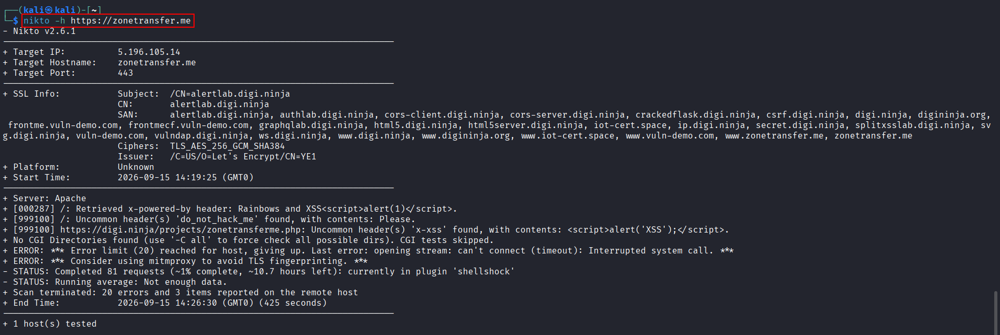 ┌──(kali㉿kali)-[~]
└─$ nikto -h https://zonetransfer.me
- Nikto v2.6.1
---------------------------------------------------------------------------
+ Target IP:          5.196.105.14
+ Target Hostname:    zonetransfer.me
+ Target Port:        443
---------------------------------------------------------------------------
+ SSL Info:           Subject:  /CN=alertlab.digi.ninja
                      CN:       alertlab.digi.ninja
                      SAN:      alertlab.digi.ninja, authlab.digi.ninja, cors-client.digi.ninja, cors-server.digi.ninja, crackedflask.digi.ninja, csrf.digi.ninja, digi.ninja, digininja.org,
 frontme.vuln-demo.com, frontmecf.vuln-demo.com, graphqlab.digi.ninja, html5.digi.ninja, html5server.digi.ninja, iot-cert.space, ip.digi.ninja, secret.digi.ninja, splitxsslab.digi.ninja, sv
g.digi.ninja, vuln-demo.com, vulndap.digi.ninja, ws.digi.ninja, www.digi.ninja, www.digininja.org, www.iot-cert.space, www.vuln-demo.com, www.zonetransfer.me, zonetransfer.me
                      Ciphers:  TLS_AES_256_GCM_SHA384
                      Issuer:   /C=US/O=Let's Encrypt/CN=YE1
+ Platform:           Unknown
+ Start Time:         2026-09-15 14:19:25 (GMT0)
---------------------------------------------------------------------------
+ Server: Apache
+ [000287] /: Retrieved x-powered-by header: Rainbows and XSS<script>alert(1)</script>.
+ [999100] /: Uncommon header(s) 'do_not_hack_me' found, with contents: Please.
+ [999100] https://digi.ninja/projects/zonetransferme.php: Uncommon header(s) 'x-xss' found, with contents: <script>alert('XSS');</script>.
+ No CGI Directories found (use '-C all' to force check all possible dirs). CGI tests skipped.
+ ERROR: *** Error limit (20) reached for host, giving up. Last error: opening stream: can't connect (timeout): Interrupted system call. ***
+ ERROR: *** Consider using mitmproxy to avoid TLS fingerprinting. ***
- STATUS: Completed 81 requests (~1% complete, ~10.7 hours left): currently in plugin 'shellshock'
- STATUS: Running average: Not enough data.
+ Scan terminated: 20 errors and 3 items reported on the remote host
+ End Time:           2026-09-15 14:26:30 (GMT0) (425 seconds)
---------------------------------------------------------------------------
+ 1 host(s) tested